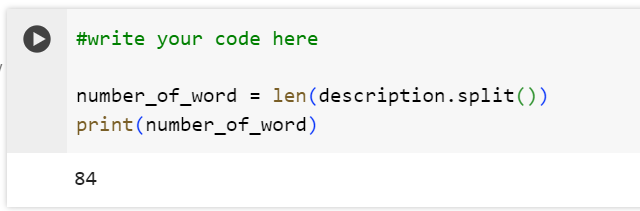 #write your code here
number_of_word = len(description.split())
print(number_of_word)
84